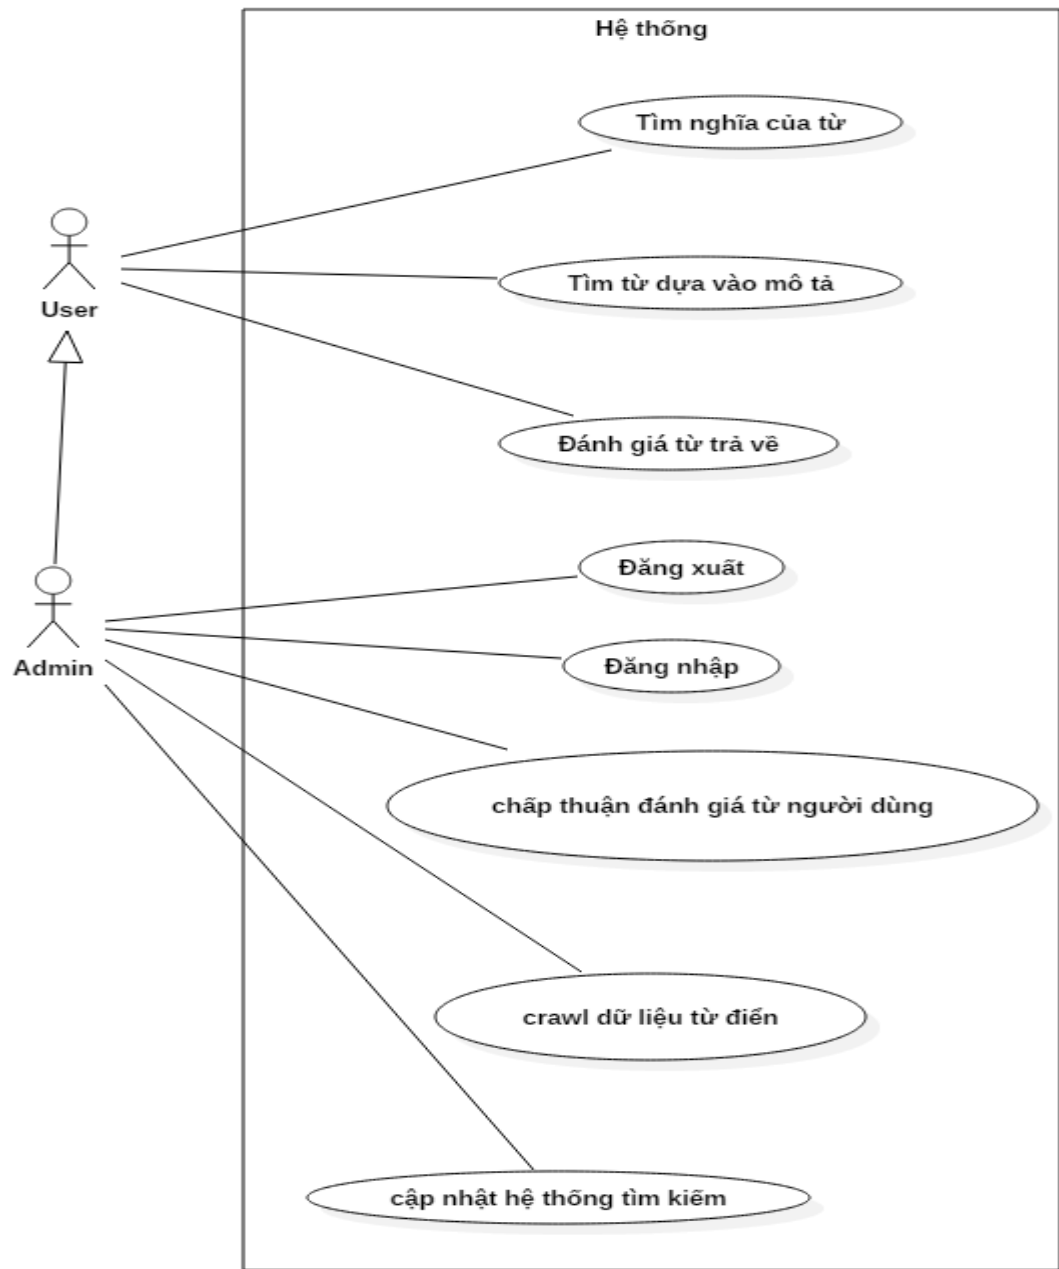 Hệ thống
Tìm nghĩa của từ
Tìm từ dựa vào mô tả
User
Đánh giá từ trả về
Đăng xuất
Đăng nhập
Admin
chấp thuận đánh giá từ người dùng
crawl dữ liệu từ điển
cập nhật hệ thống tìm kiếm